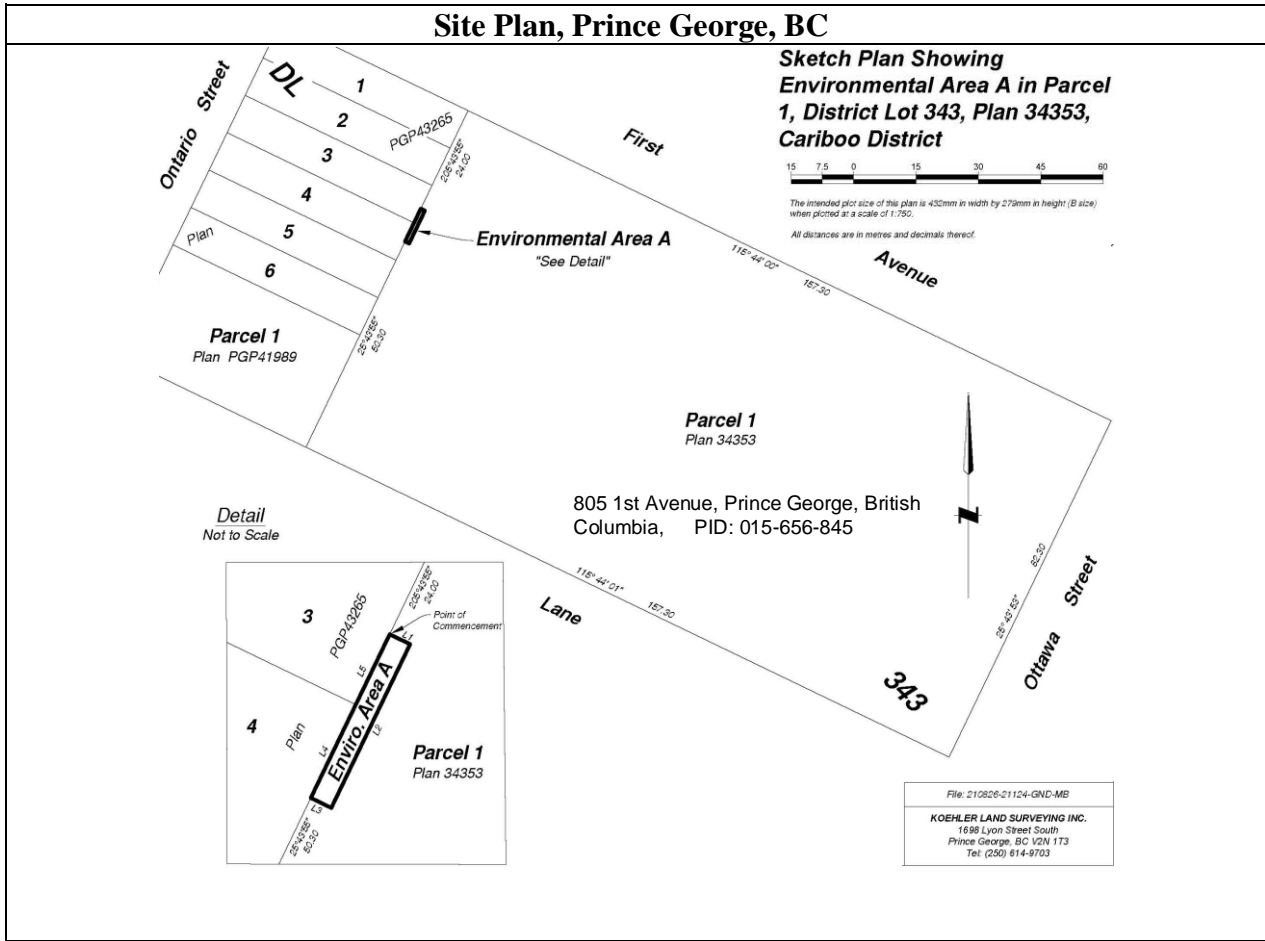 Site Plan, Prince George, BC
Sketch Plan Showing
Environmental Area A in Parcel
1, District Lot 343, Plan 34353,
Cariboo District
15 7.5 0 15 30 45 60
The intended plot size of this plan is 432mm in width by 279mm in height (B size)
when plotted at a scale of 1:750.
All distances are in metres and decimals thereof.
Ontario Street
DL
1
2
PGP43265
3
4
5
Plan
6
205°43'55"
24.00
First
Avenue
115° 44' 00"
157.30
Environmental Area A
"See Detail"
25°43'55"
50.30
Parcel 1
Plan PGP41989
Parcel 1
Plan 34353
805 1st Avenue, Prince George, British
Columbia, PID: 015-656-845
115° 44' 01"
157.30
Lane
25° 43' 53"
62.30
Ottawa Street
343
Detail
Not to Scale
3
PGP43265
205°43'55"
24.00
Point of
Commencement
L1
L5
Enviro. Area A
L2
4
Plan
L4
L3
25°43'55"
50.30
Parcel 1
Plan 34353
File: 210826-21124-GND-MB
KOEHLER LAND SURVEYING INC.
1698 Lyon Street South
Prince George, BC V2N 1T3
Tel: (250) 614-9703